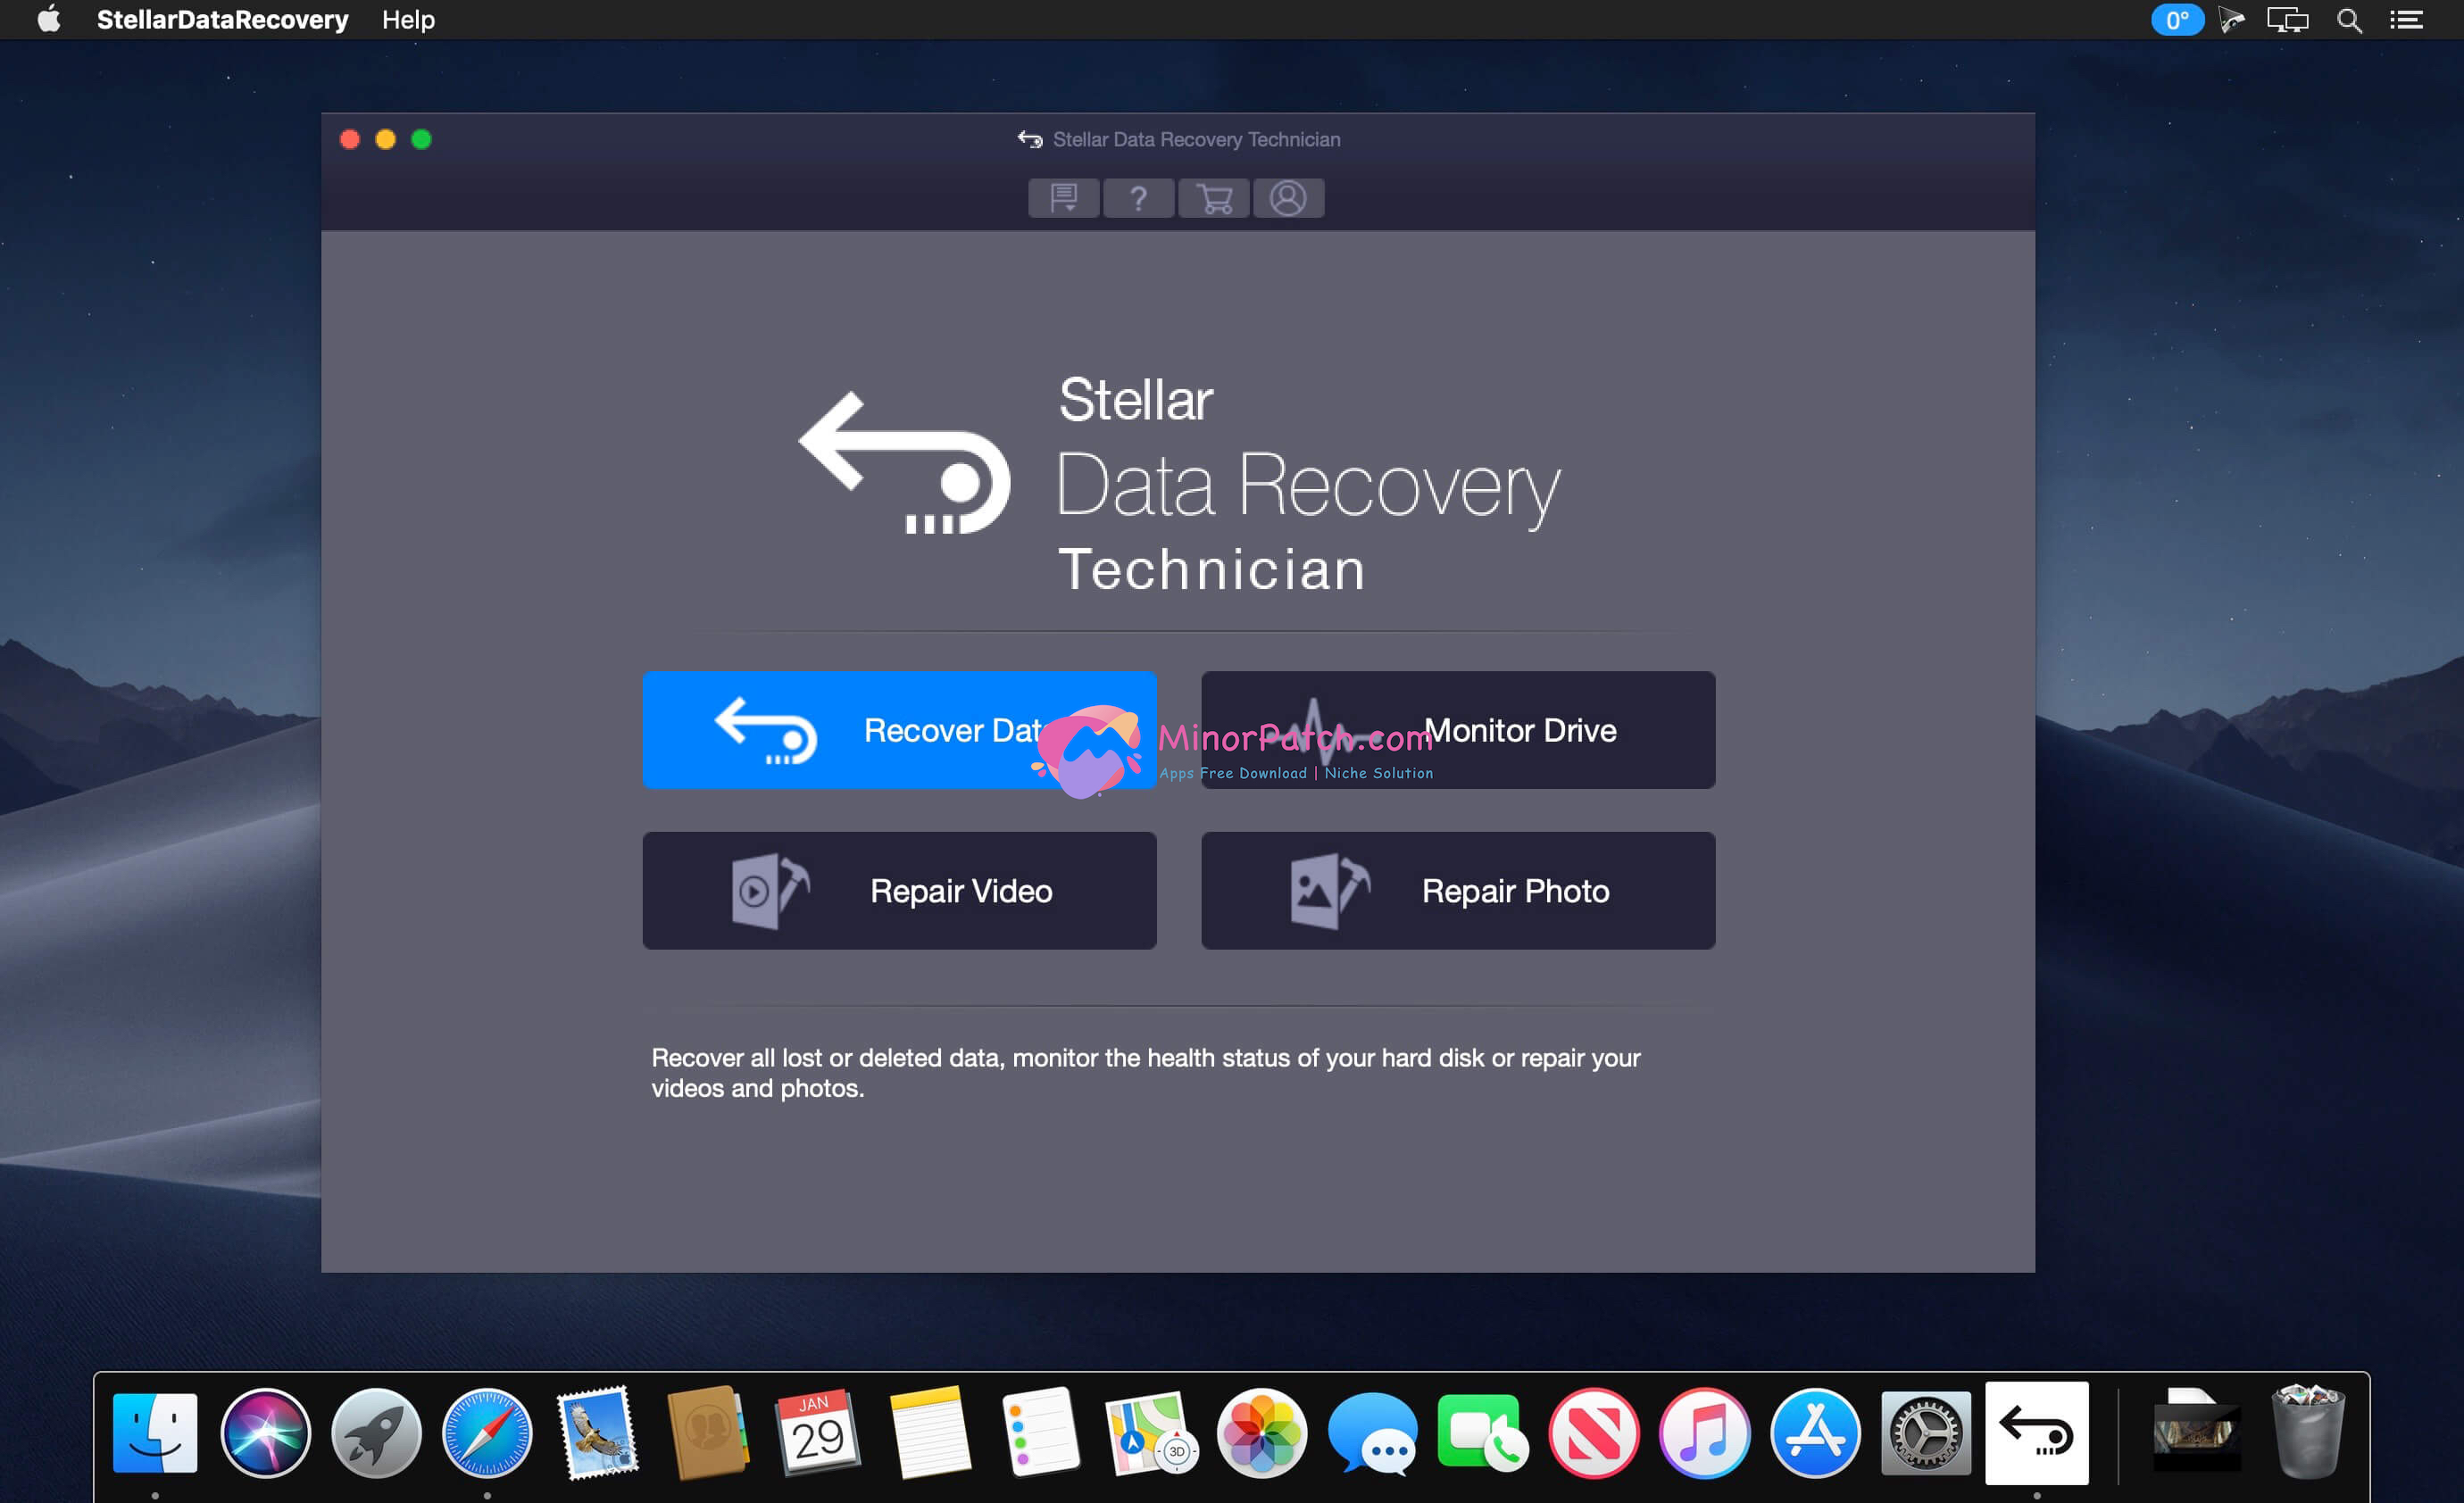 StellarDataRecovery Help
0°
Stellar Data Recovery Technician
?
Stellar
Data Recovery
Technician
Recover Dat
Monitor Drive
MinorPatch.com
Apps Free Download | Niche Solution
Repair Video
Repair Photo
Recover all lost or deleted data, monitor the health status of your hard disk or repair your
videos and photos.
JAN
29
3D